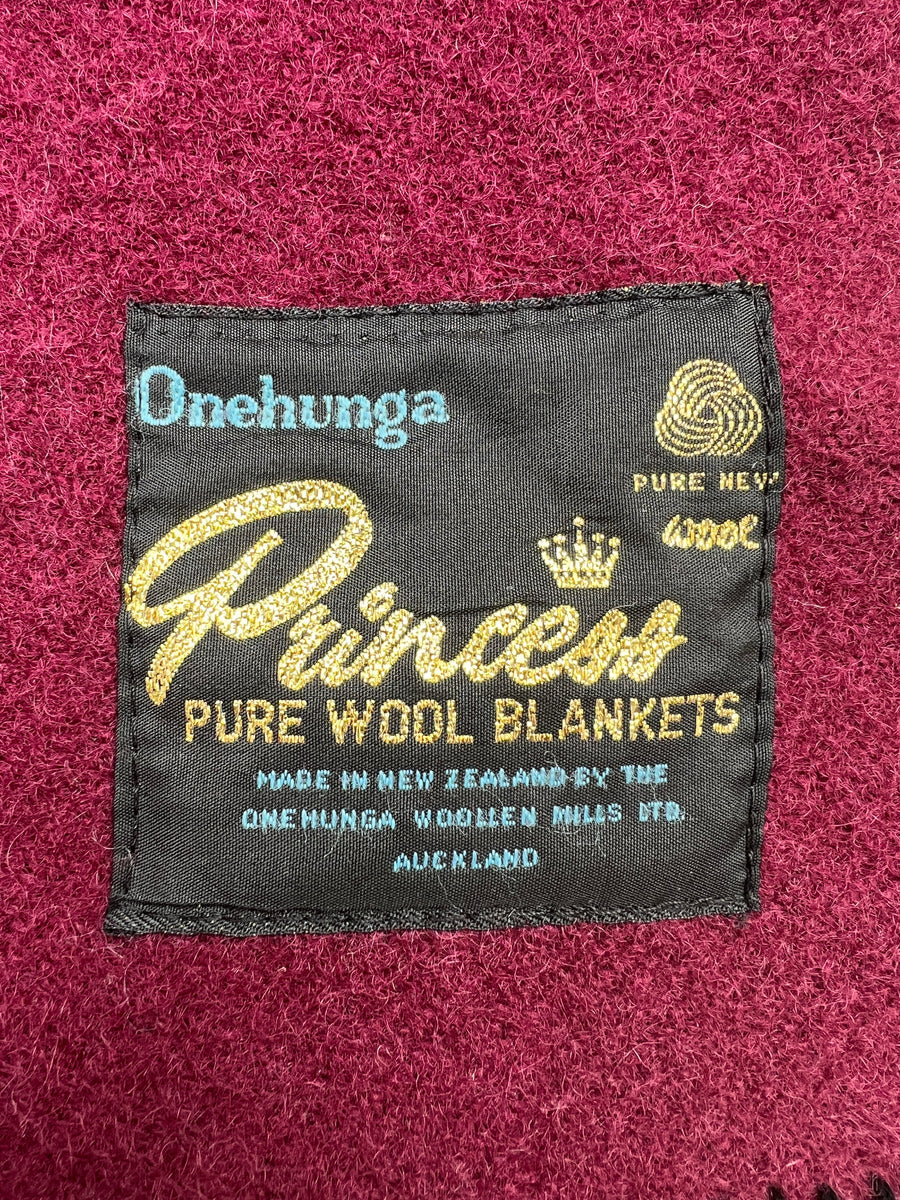 Onehunga
PURE NEW
WOOL
Princess
PURE WOOL BLANKETS
MADE IN NEW ZEALAND BY THE
ONEHUNGA WOOLLEN MILLS LTD.
AUCKLAND